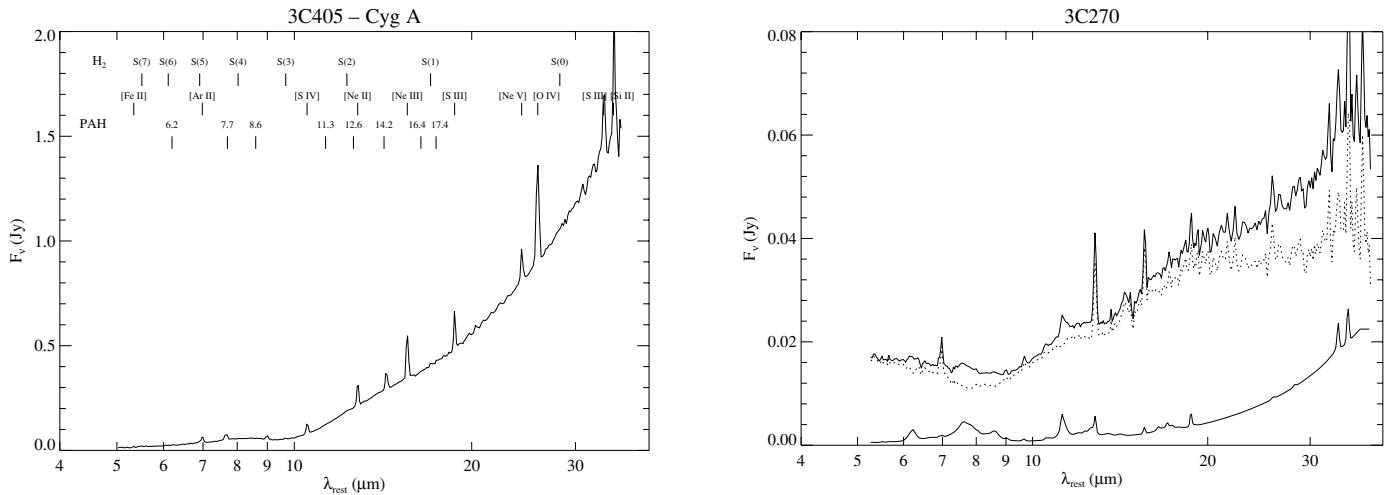 3C405 – Cyg A
2.0
1.5
1.0
0.5
0.0
Fν (Jy)
H2
S(7) S(6) S(5) S(4) S(3) S(2) S(1) S(0)
[Fe II] [Ar II] [S IV] [Ne II] [Ne III] [S III] [Ne V] [O IV] [S III] [Si II]
PAH
6.2 7.7 8.6 11.3 12.6 14.2 16.4 17.4
4 5 6 7 8 9 10 20 30
λrest (μm)
3C270
0.08
0.06
0.04
0.02
0.00
Fν (Jy)
4 5 6 7 8 9 10 20 30
λrest (μm)